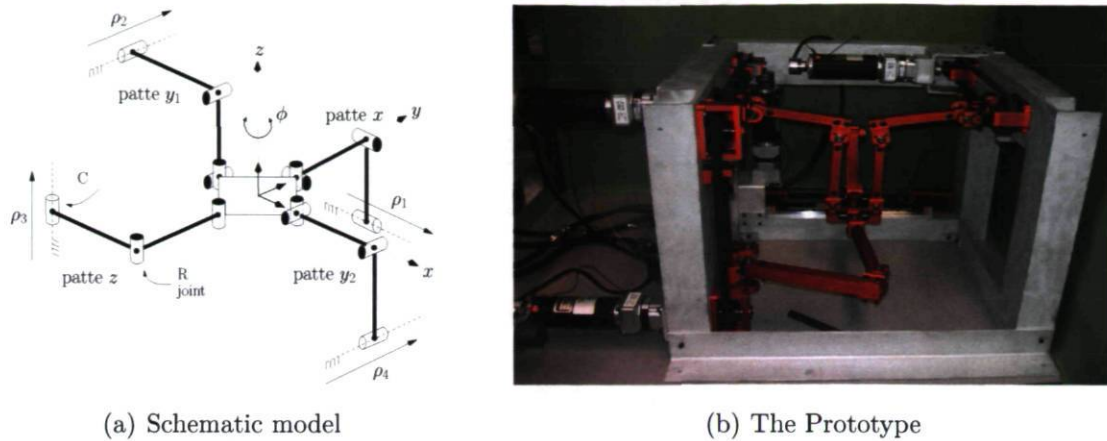 ρ2
z
patte y1
ϕ
patte x
y
C
ρ3
ρ1
patte z
R
joint
patte y2
x
ρ4
(a) Schematic model
(b) The Prototype